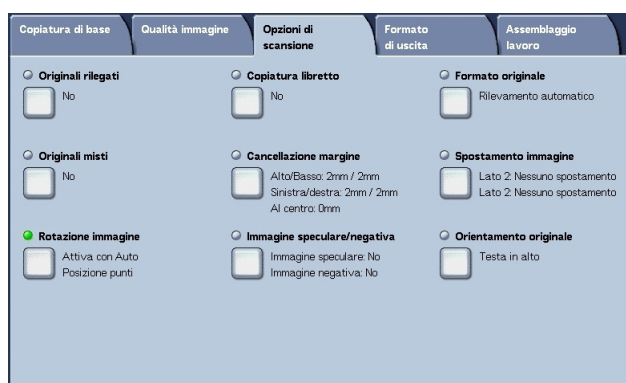 Copiatura di base
Qualità immagine
Opzioni di
scansione
Formato
di uscita
Assemblaggio
lavoro
Originali rilegati
No
Copiatura libretto
No
Formato originale
Rilevamento automatico
Originali misti
No
Cancellazione margine
Alto/Basso: 2mm / 2mm
Sinistra/destra: 2mm / 2mm
Al centro: 0mm
Spostamento immagine
Lato 2: Nessuno spostamento
Lato 2: Nessuno spostamento
Rotazione immagine
Attiva con Auto
Posizione punti
Immagine speculare/negativa
Immagine speculare: No
Immagine negativa: No
Orientamento originale
Testa in alto